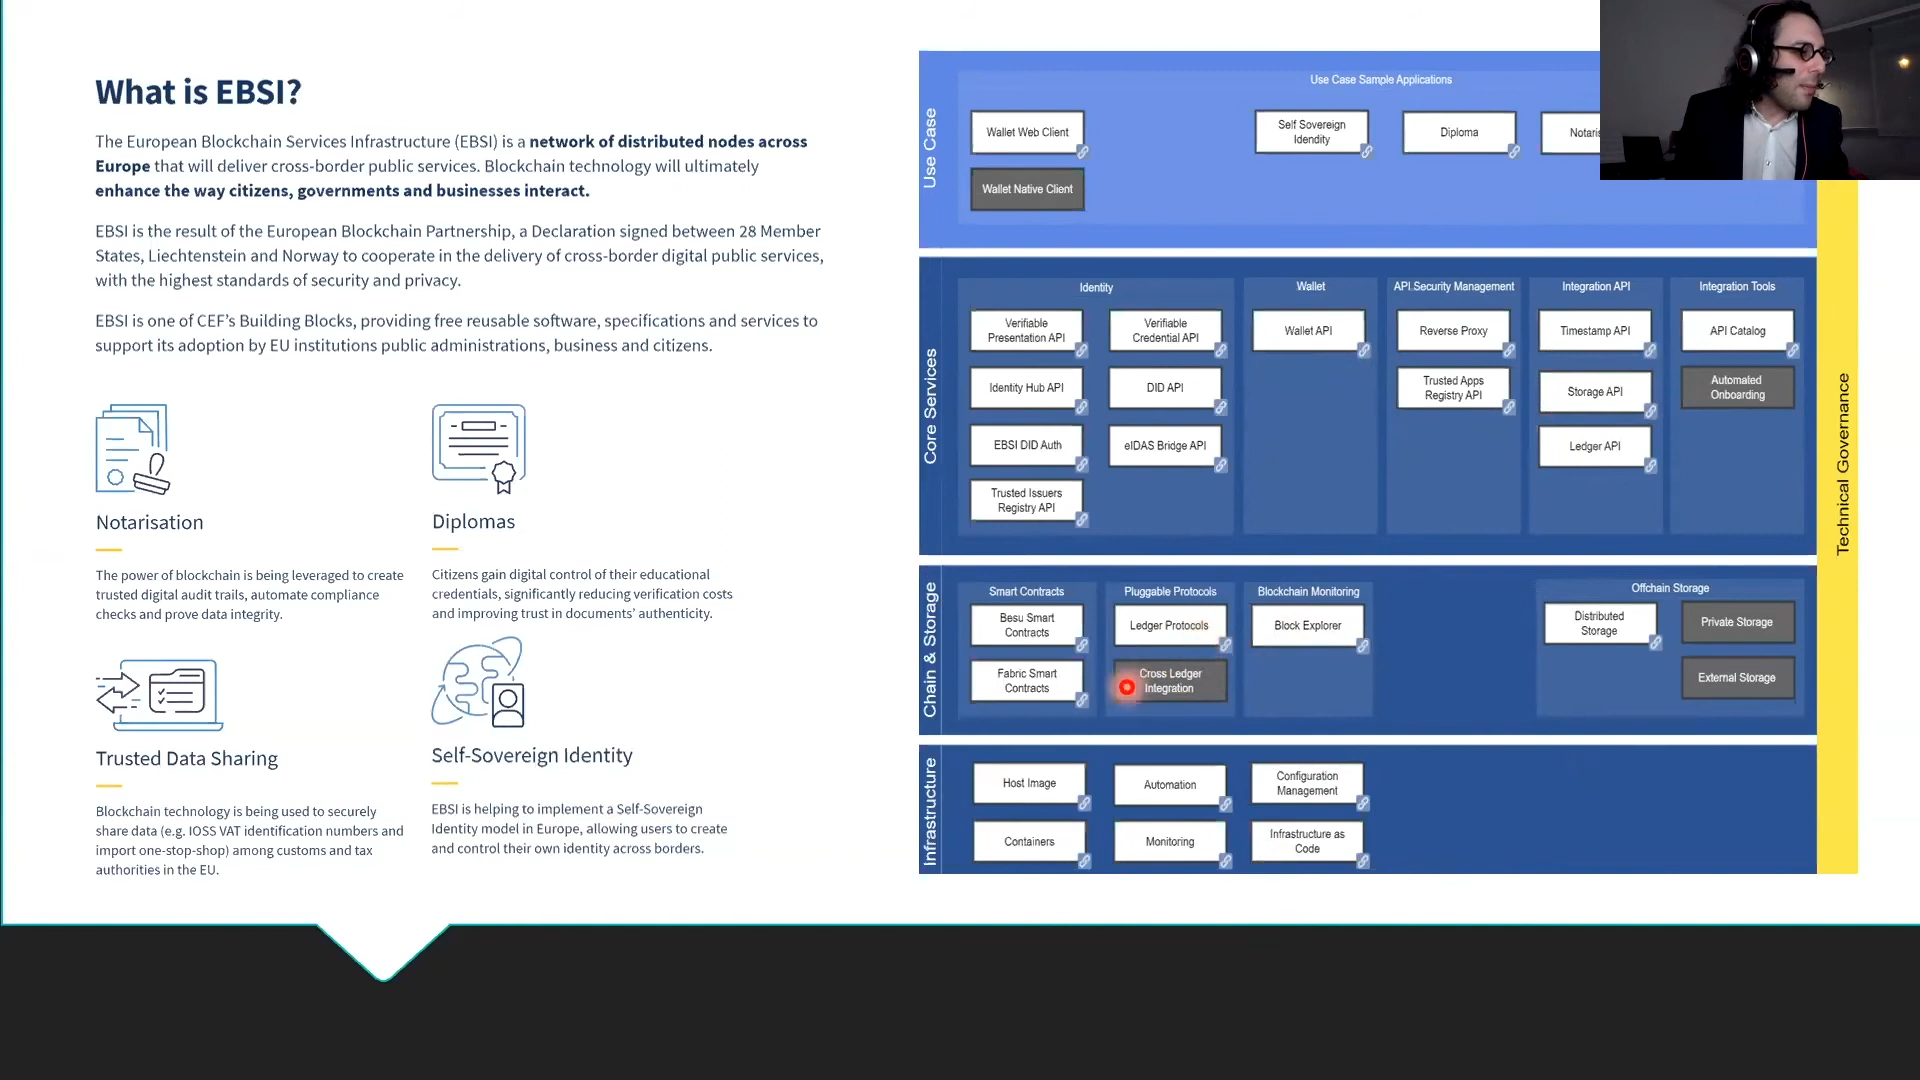 What is EBSI?
The European Blockchain Services Infrastructure (EBSI) is a network of distributed nodes across
Europe that will deliver cross-border public services. Blockchain technology will ultimately
enhance the way citizens, governments and businesses interact.
EBSI is the result of the European Blockchain Partnership, a Declaration signed between 28 Member
States, Liechtenstein and Norway to cooperate in the delivery of cross-border digital public services,
with the highest standards of security and privacy.
EBSI is one of CEF's Building Blocks, providing free reusable software, specifications and services to
support its adoption by EU institutions public administrations, business and citizens.
Notarisation
The power of blockchain is being leveraged to create
trusted digital audit trails, automate compliance
checks and prove data integrity.
Diplomas
Citizens gain digital control of their educational
credentials, significantly reducing verification costs
and improving trust in documents' authenticity.
Trusted Data Sharing
Blockchain technology is being used to securely
share data (e.g. IOSS VAT identification numbers and
import one-stop-shop) among customs and tax
authorities in the EU.
Self-Sovereign Identity
EBSI is helping to implement a Self-Sovereign
Identity model in Europe, allowing users to create
and control their own identity across borders.
Use Case
Use Case Sample Applications
Wallet Web Client
Self Sovereign
Idendity
Diploma
Notaris
Wallet Native Client
Core Services
Identity
Verifiable
Presentation API
Verifiable
Credential API
Identity Hub API
DID API
EBSI DID Auth
eIDAS Bridge API
Trusted Issuers
Registry API
Wallet
Wallet API
API.Security Management
Reverse Proxy
Trusted Apps
Registry API
Integration API
Timestamp API
Storage API
Ledger API
Integration Tools
API Catalog
Automated
Onboarding
Chain & Storage
Smart Contracts
Besu Smart
Contracts
Fabric Smart
Contracts
Pluggable Protocols
Ledger Protocols
Cross Ledger
Integration
Blockchain Monitoring
Block Explorer
Offchain Storage
Distributed
Storage
Private Storage
External Storage
Infrastructure
Host Image
Automation
Configuration
Management
Containers
Monitoring
Infrastructure as
Code
Technical Governance